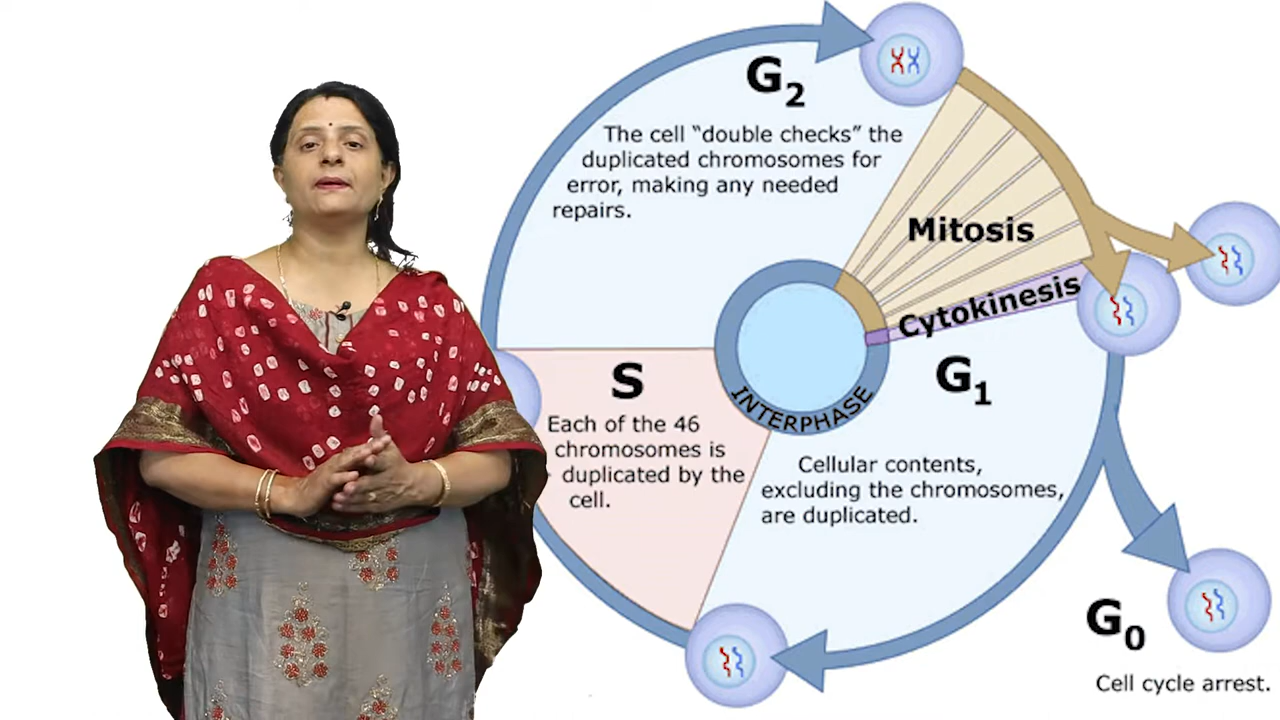 G2
The cell “double checks” the
duplicated chromosomes for
error, making any needed
repairs.
Mitosis
Cytokinesis
S
Each of the 46
chromosomes is
duplicated by the
cell.
INTERPHASE
G1
Cellular contents,
excluding the chromosomes,
are duplicated.
G0
Cell cycle arrest.